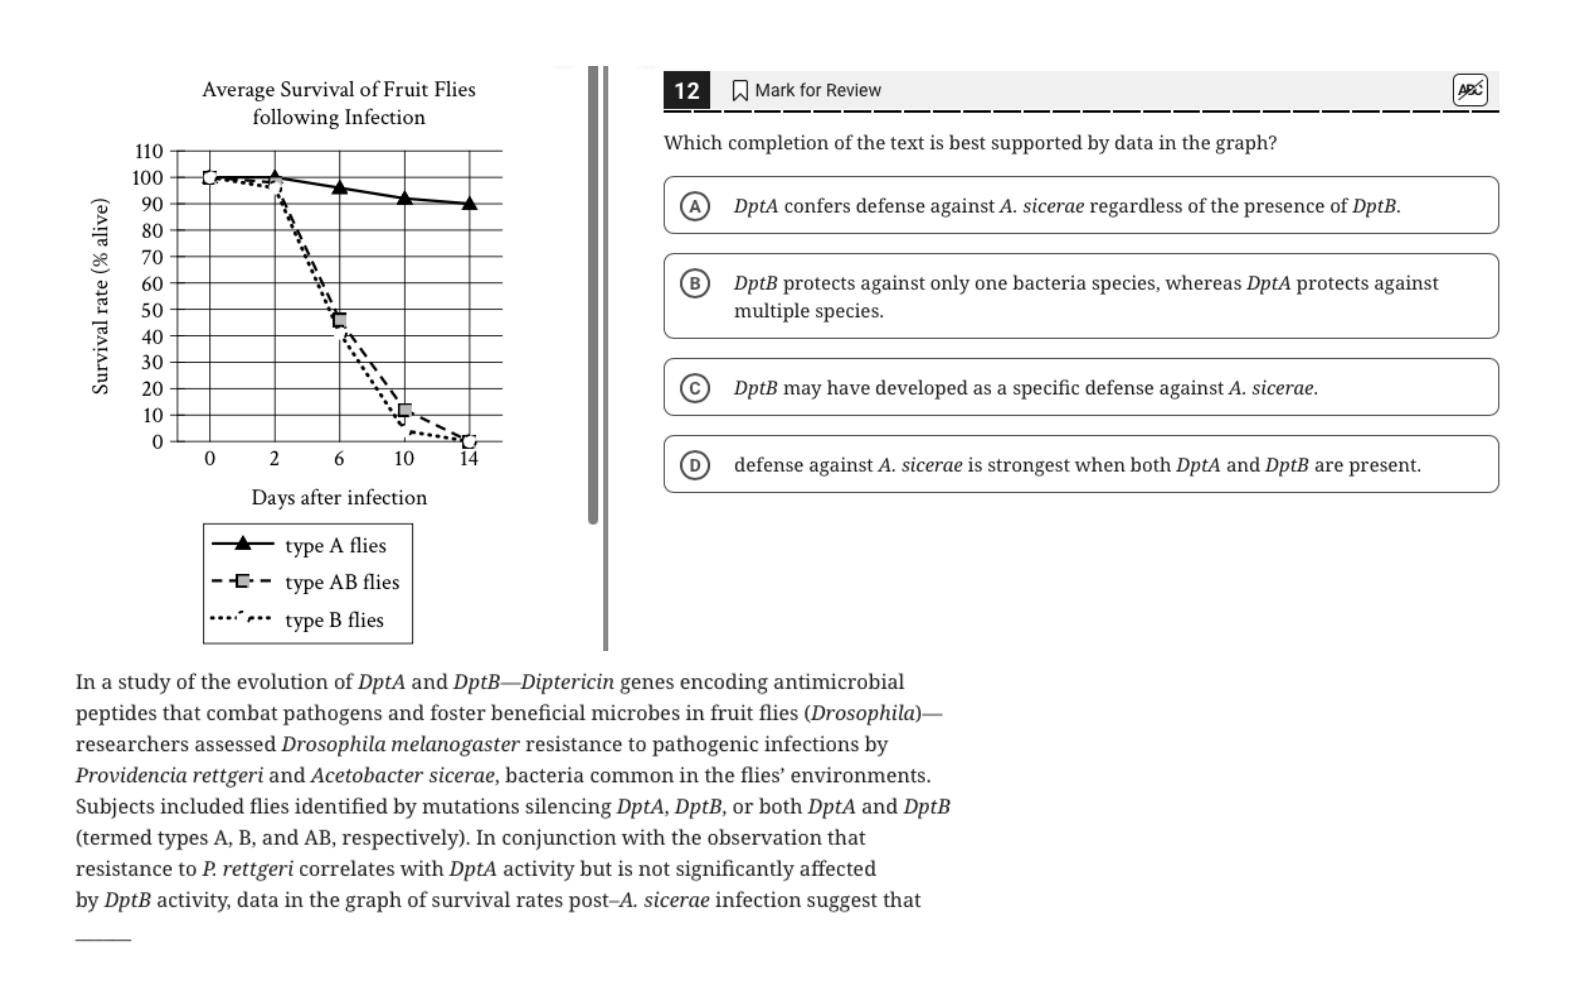 Average Survival of Fruit Flies
following Infection
Survival rate (% alive)
110
100
90
80
70
60
50
40
30
20
10
0
0 2 6 10 14
Days after infection
type A flies
type AB flies
type B flies
12 Mark for Review ABC
Which completion of the text is best supported by data in the graph?
A DptA confers defense against A. sicerae regardless of the presence of DptB.
B DptB protects against only one bacteria species, whereas DptA protects against
multiple species.
C DptB may have developed as a specific defense against A. sicerae.
D defense against A. sicerae is strongest when both DptA and DptB are present.
In a study of the evolution of DptA and DptB—Diptericin genes encoding antimicrobial
peptides that combat pathogens and foster beneficial microbes in fruit flies (Drosophila)—
researchers assessed Drosophila melanogaster resistance to pathogenic infections by
Providencia rettgeri and Acetobacter sicerae, bacteria common in the flies’ environments.
Subjects included flies identified by mutations silencing DptA, DptB, or both DptA and DptB
(termed types A, B, and AB, respectively). In conjunction with the observation that
resistance to P. rettgeri correlates with DptA activity but is not significantly affected
by DptB activity, data in the graph of survival rates post–A. sicerae infection suggest that
______